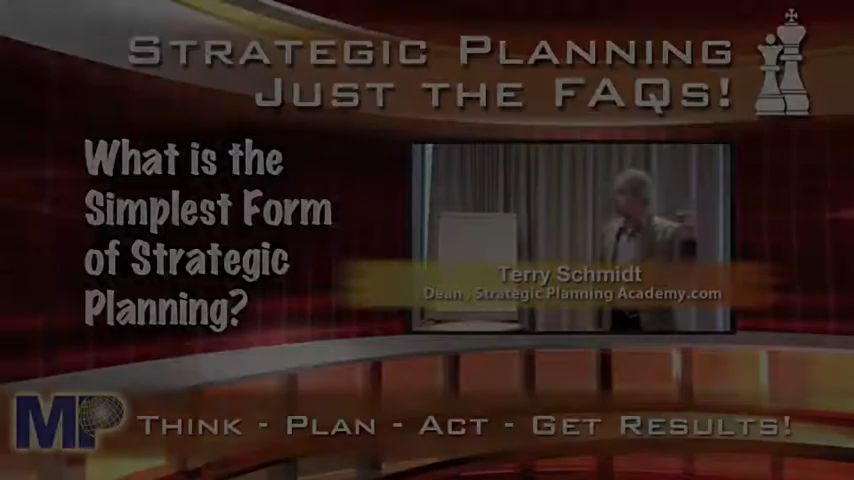 Strategic Planning
Just the FAQs!
What is the
Simplest Form
of Strategic
Planning?
Terry Schmidt
Dean, Strategic Planning Academy.com
MP
Think - Plan - Act - Get Results!